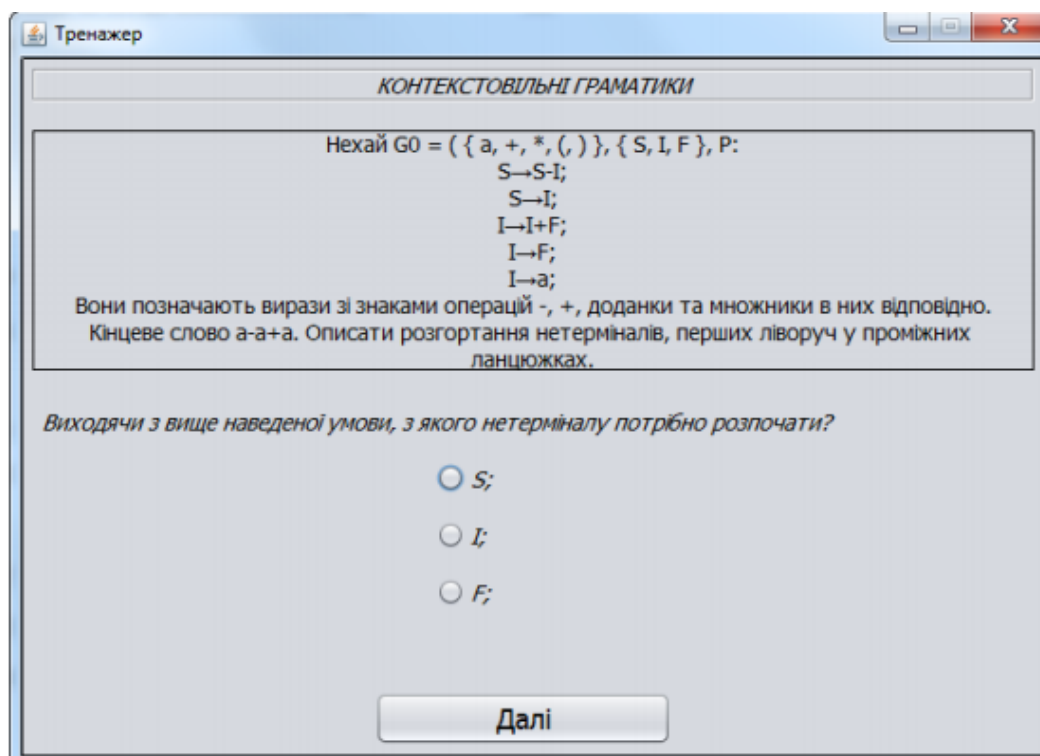 Тренажер
КОНТЕКСТОВІЛЬНІ ГРАМАТИКИ
Нехай G0 = ( { a, +, *, (, ) }, { S, I, F }, P:
S→S-I;
S→I;
I→I+F;
I→F;
I→a;
Вони позначають вирази зі знаками операцій -, +, доданки та множники в них відповідно.
Кінцеве слово a-a+a. Описати розгортання нетерміналів, перших ліворуч у проміжних
ланцюжках.
Виходячи з вище наведеної умови, з якого нетерміналу потрібно розпочати?
S;
I;
F;
Далі